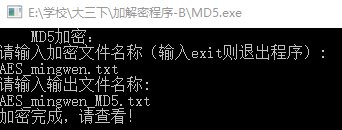 E:\学校\大三下\加解密程序-B\MD5.exe
MD5加密:
请输入加密文件名称（输入exit则退出程序）:
AES_mingwen.txt
请输入输出文件名称:
AES_mingwen_MD5.txt
加密完成，请查看!